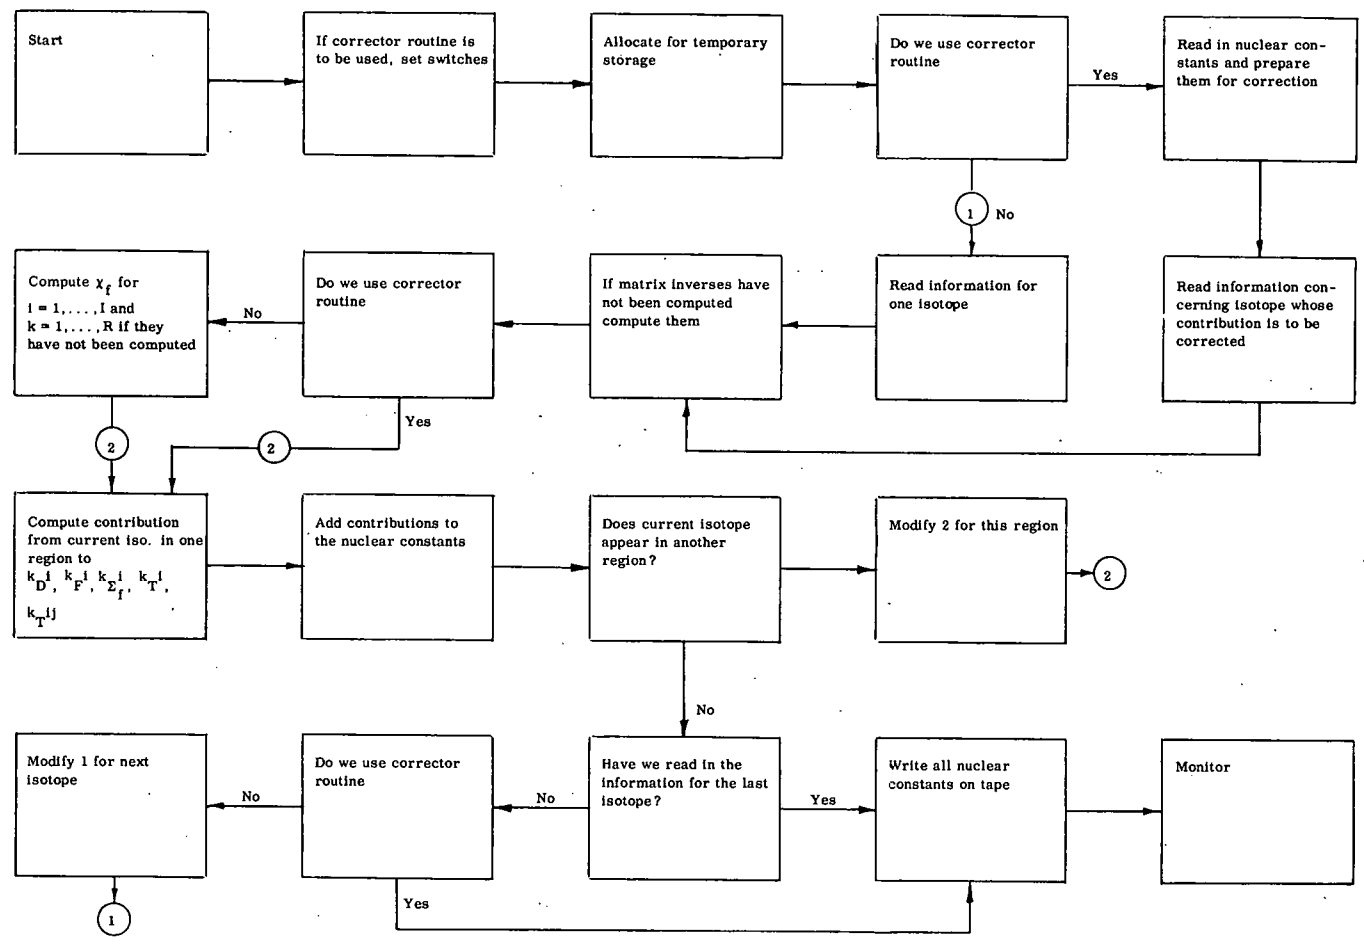 Start
If corrector routine is
to be used, set switches
Allocate for temporary
storage
Do we use corrector
routine
Yes
Read in nuclear con-
stants and prepare
them for correction
1 No
Compute χf for
i = 1,...,I and
k = 1,...,R if they
have not been computed
No
Do we use corrector
routine
If matrix inverses have
not been computed
compute them
Read information for
one isotope
Read information con-
cerning isotope whose
contribution is to be
corrected
Yes
2
2
Compute contribution
from current iso. in one
region to
kDi, kFi, kΣfi, kTi,
kTij
Add contributions to
the nuclear constants
Does current isotope
appear in another
region?
Modify 2 for this region
2
No
Modify 1 for next
isotope
No
Do we use corrector
routine
No
Have we read in the
information for the last
isotope?
Yes
Write all nuclear
constants on tape
Monitor
Yes
1